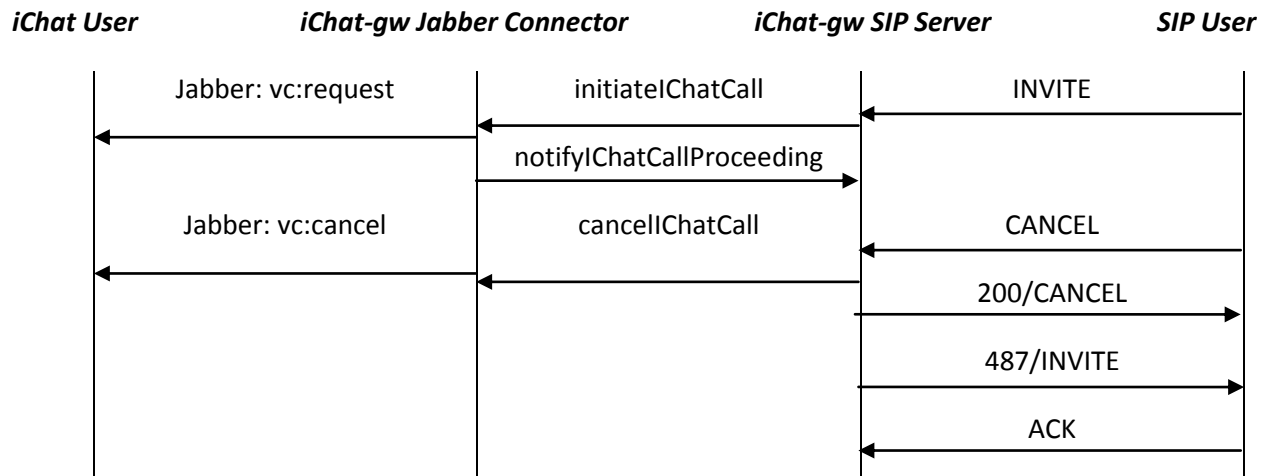 iChat User iChat-gw Jabber Connector iChat-gw SIP Server SIP User
Jabber: vc:request initiateIChatCall INVITE
notifyIChatCallProceeding
Jabber: vc:cancel cancelIChatCall CANCEL
200/CANCEL
487/INVITE
ACK